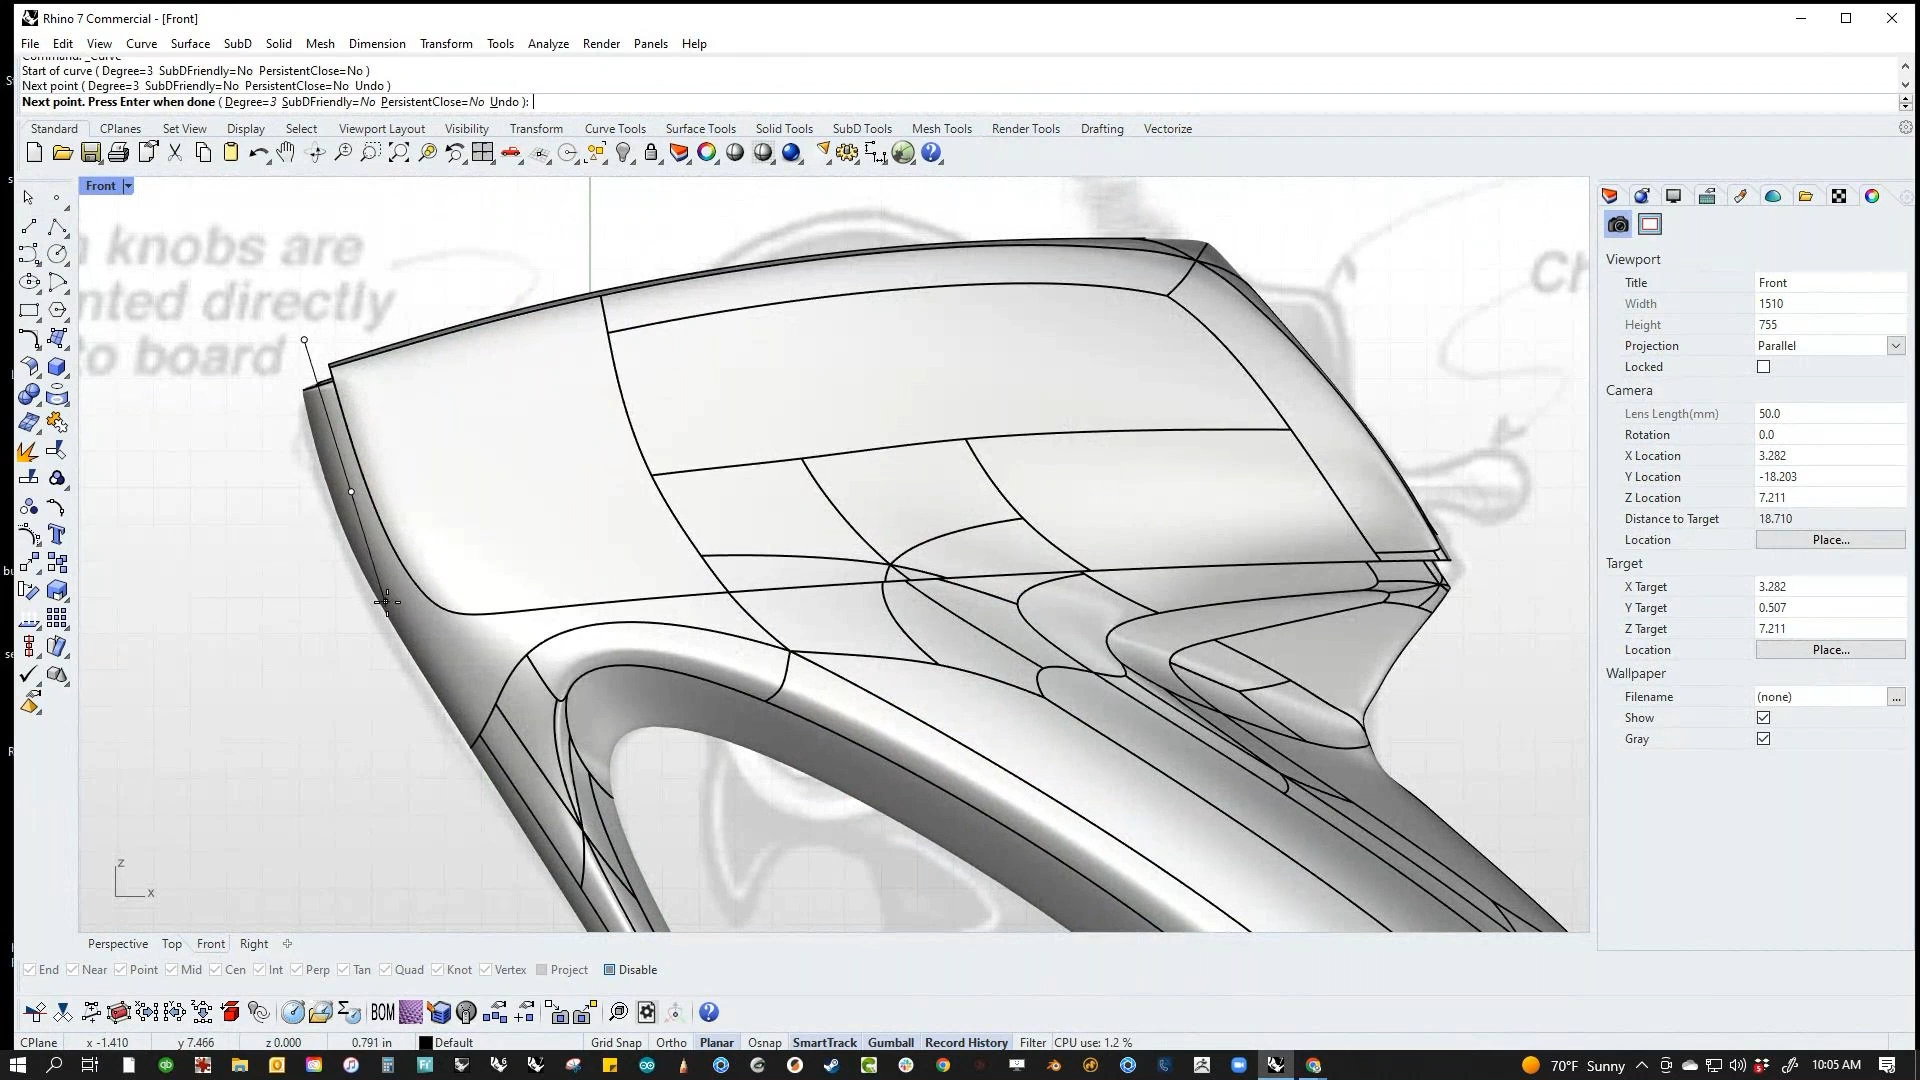 Rhino 7 Commercial - [Front]
File Edit View Curve Surface SubD Solid Mesh Dimension Transform Tools Analyze Render Panels Help
Command: _Curve
Start of curve ( Degree=3 SubDFriendly=No PersistentClose=No )
Next point ( Degree=3 SubDFriendly=No PersistentClose=No Undo )
Next point. Press Enter when done ( Degree=3 SubDFriendly=No PersistentClose=No Undo ):
Standard CPlanes Set View Display Select Viewport Layout Visibility Transform Curve Tools Surface Tools Solid Tools SubD Tools Mesh Tools Render Tools Drafting Vectorize
Front
knobs are
nted directly
to board
Viewport
Title Front
Width 1510
Height 755
Projection Parallel
Locked
Camera
Lens Length(mm) 50.0
Rotation 0.0
X Location 3.282
Y Location -18.203
Z Location 7.211
Distance to Target 18.710
Location Place...
Target
X Target 3.282
Y Target 0.507
Z Target 7.211
Location Place...
Wallpaper
Filename (none) ...
Show
Gray
z
x
Perspective Top Front Right
End Near Point Mid Cen Int Perp Tan Quad Knot Vertex Project Disable
BOM
CPlane x -1.410 y 7.466 z 0.000 0.791 in Default Grid Snap Ortho Planar Osnap SmartTrack Gumball Record History Filter CPU use: 1.2 %
70°F Sunny 10:05 AM